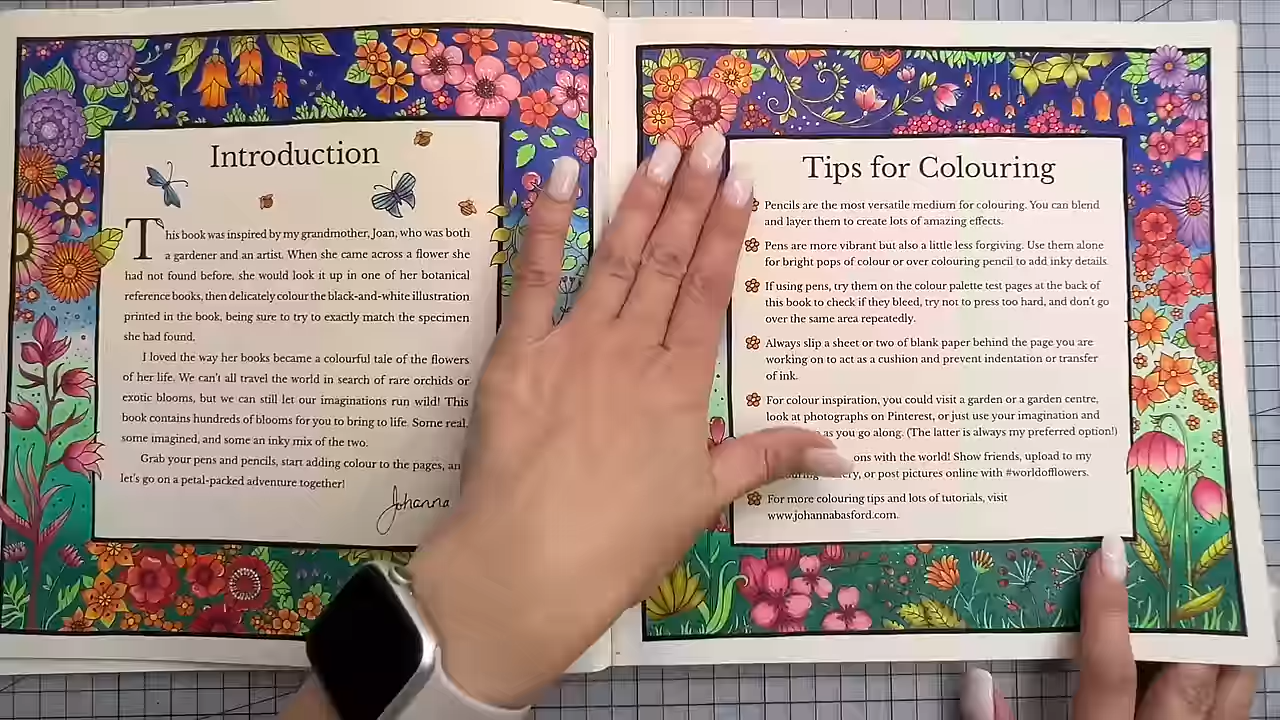 Introduction
This book was inspired by my grandmother, Joan, who was both
a gardener and an artist. When she came across a flower she
had not found before, she would look it up in one of her botanical
reference books, then delicately colour the black-and-white illustration
printed in the book, being sure to try to exactly match the specimen
she had found.
I loved the way her books became a colourful tale of the flowers
of her life. We can't all travel the world in search of rare orchids or
exotic blooms, but we can still let our imaginations run wild! This
book contains hundreds of blooms for you to bring to life. Some real,
some imagined, and some an inky mix of the two.
Grab your pens and pencils, start adding colour to the pages, an
let's go on a petal-packed adventure together!
Johanna
Tips for Colouring
Pencils are the most versatile medium for colouring. You can blend
and layer them to create lots of amazing effects.
Pens are more vibrant but also a little less forgiving. Use them alone
for bright pops of colour or over colouring pencil to add inky details.
If using pens, try them on the colour palette test pages at the back of
this book to check if they bleed, try not to press too hard, and don't go
over the same area repeatedly.
Always slip a sheet or two of blank paper behind the page you are
working on to act as a cushion and prevent indentation or transfer
of ink.
For colour inspiration, you could visit a garden or a garden centre,
look at photographs on Pinterest, or just use your imagination and
as you go along. (The latter is always my preferred option!)
ons with the world! Show friends, upload to my
or post pictures online with #worldofflowers.
For more colouring tips and lots of tutorials, visit
www.johannabasford.com.